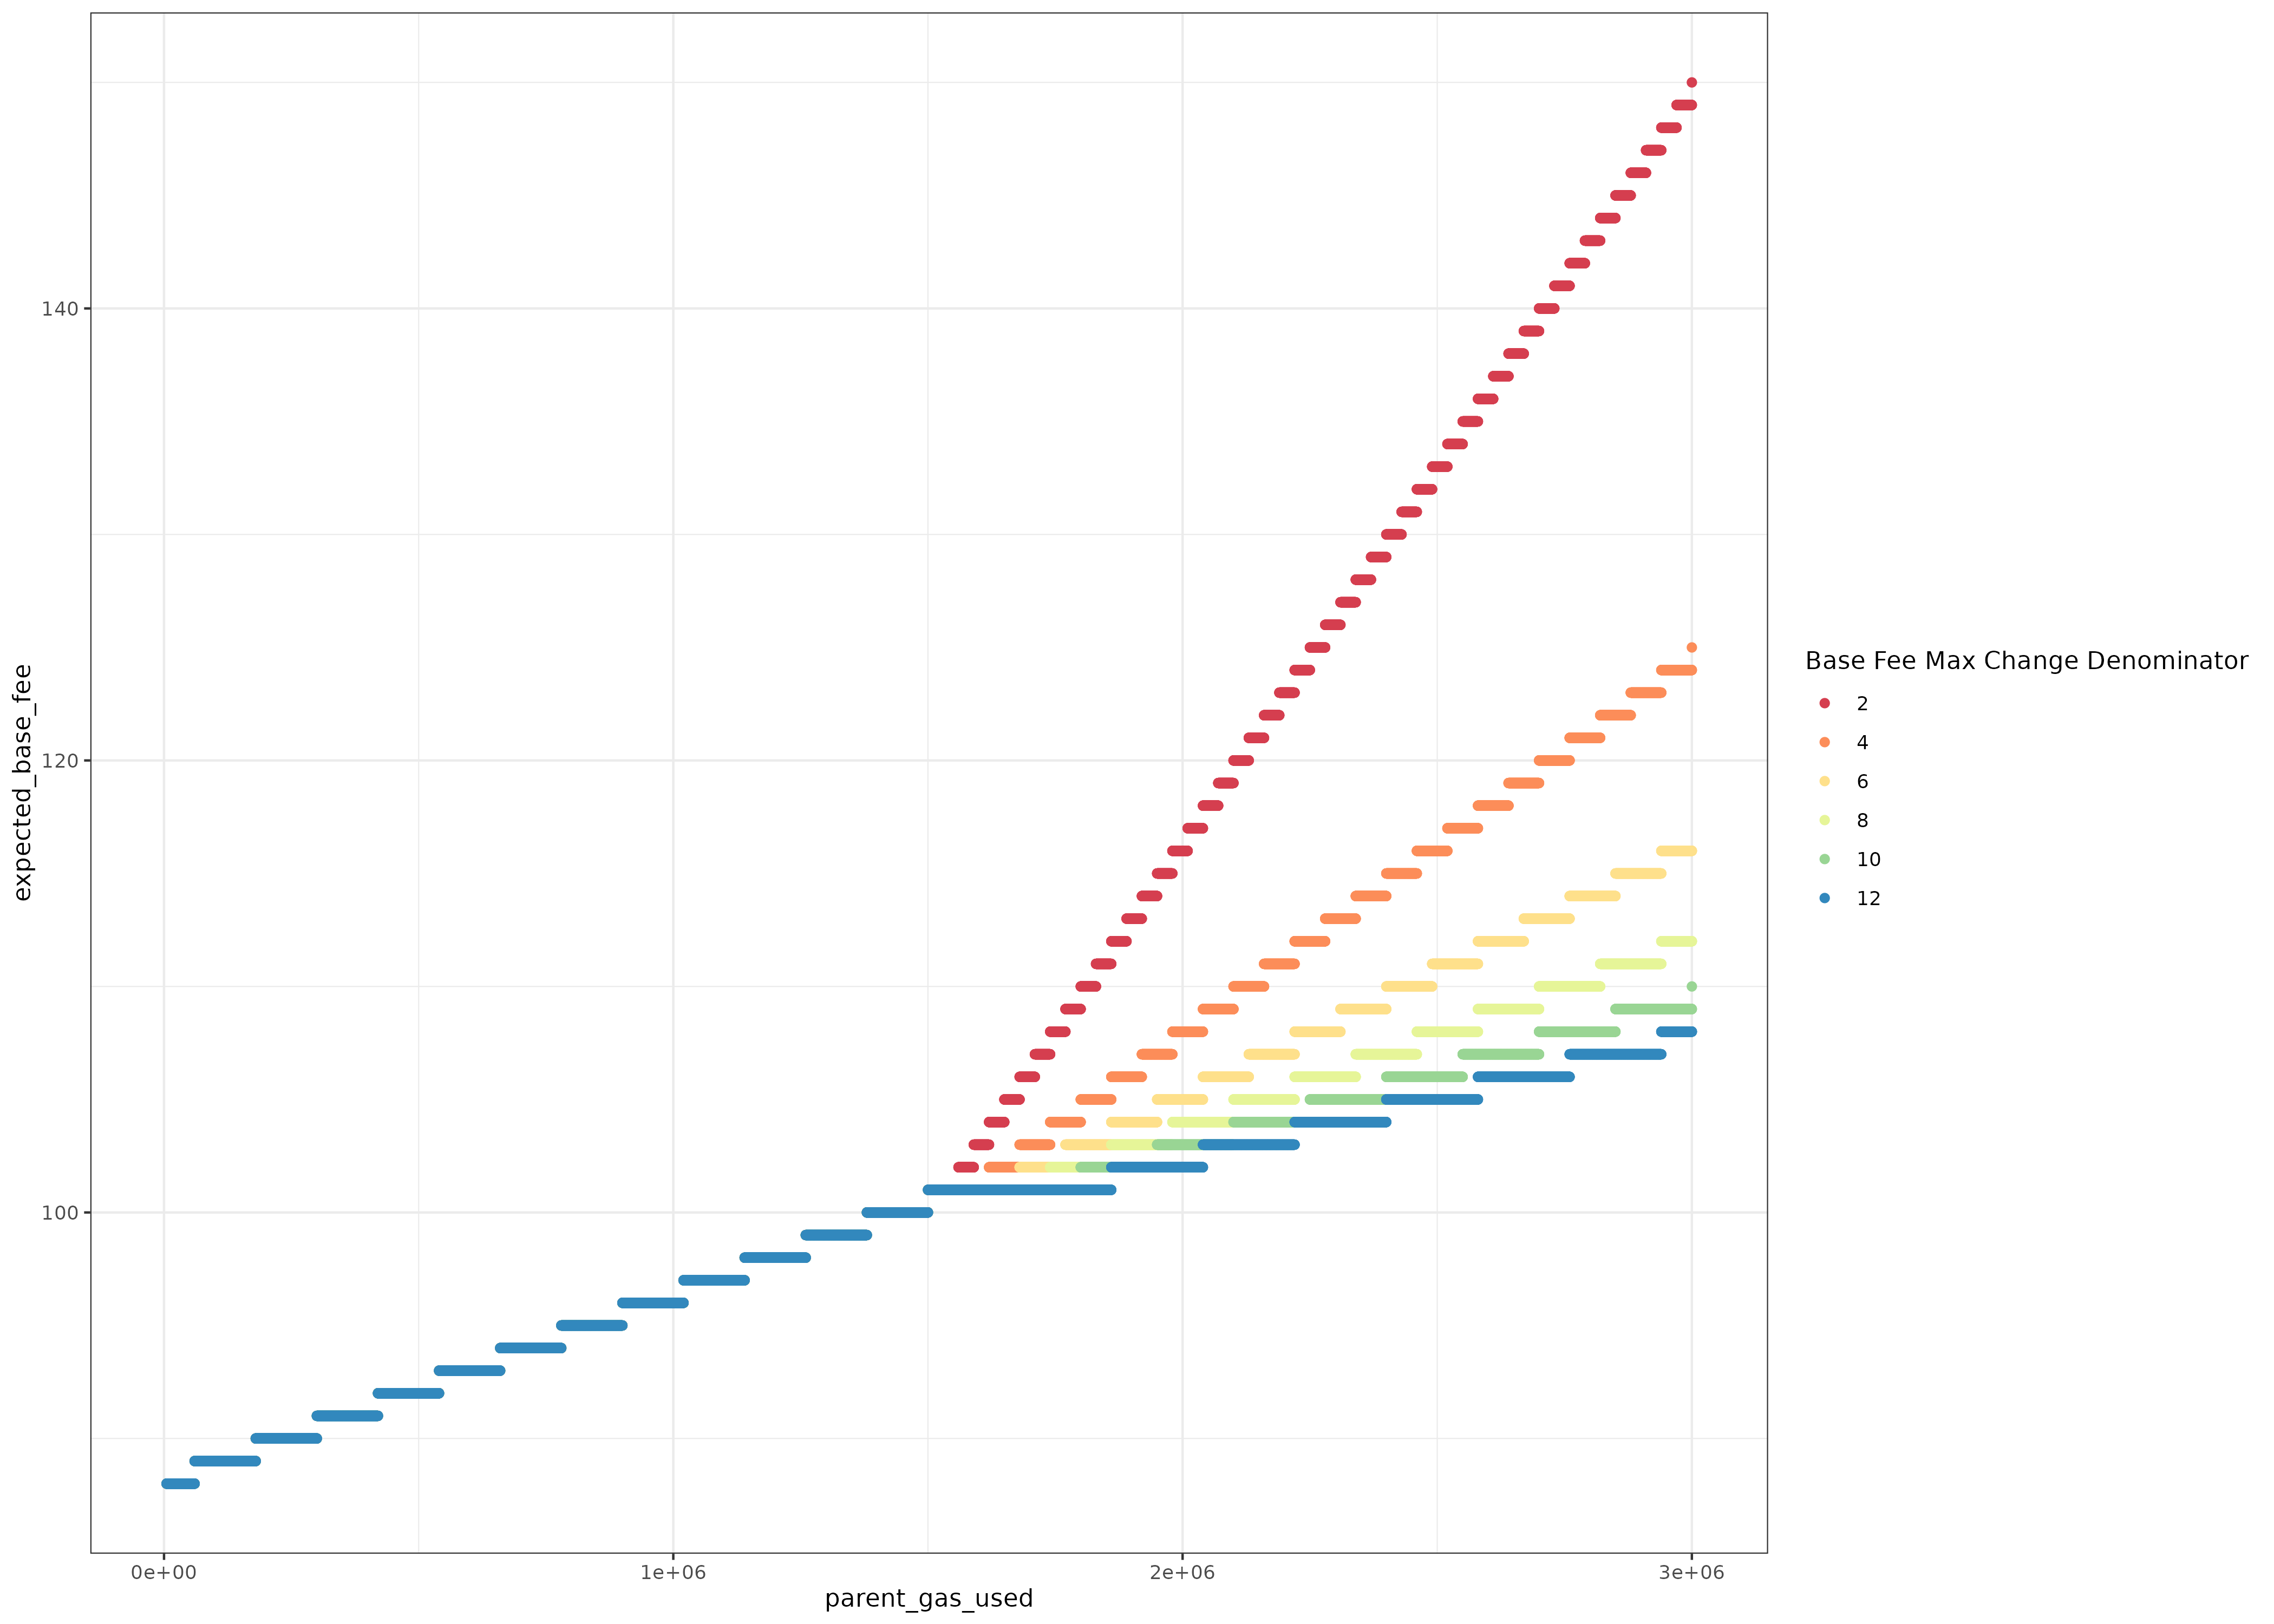 140
120
100
expected_base_fee
0e+00 1e+06 2e+06 3e+06
parent_gas_used
Base Fee Max Change Denominator
2
4
6
8
10
12